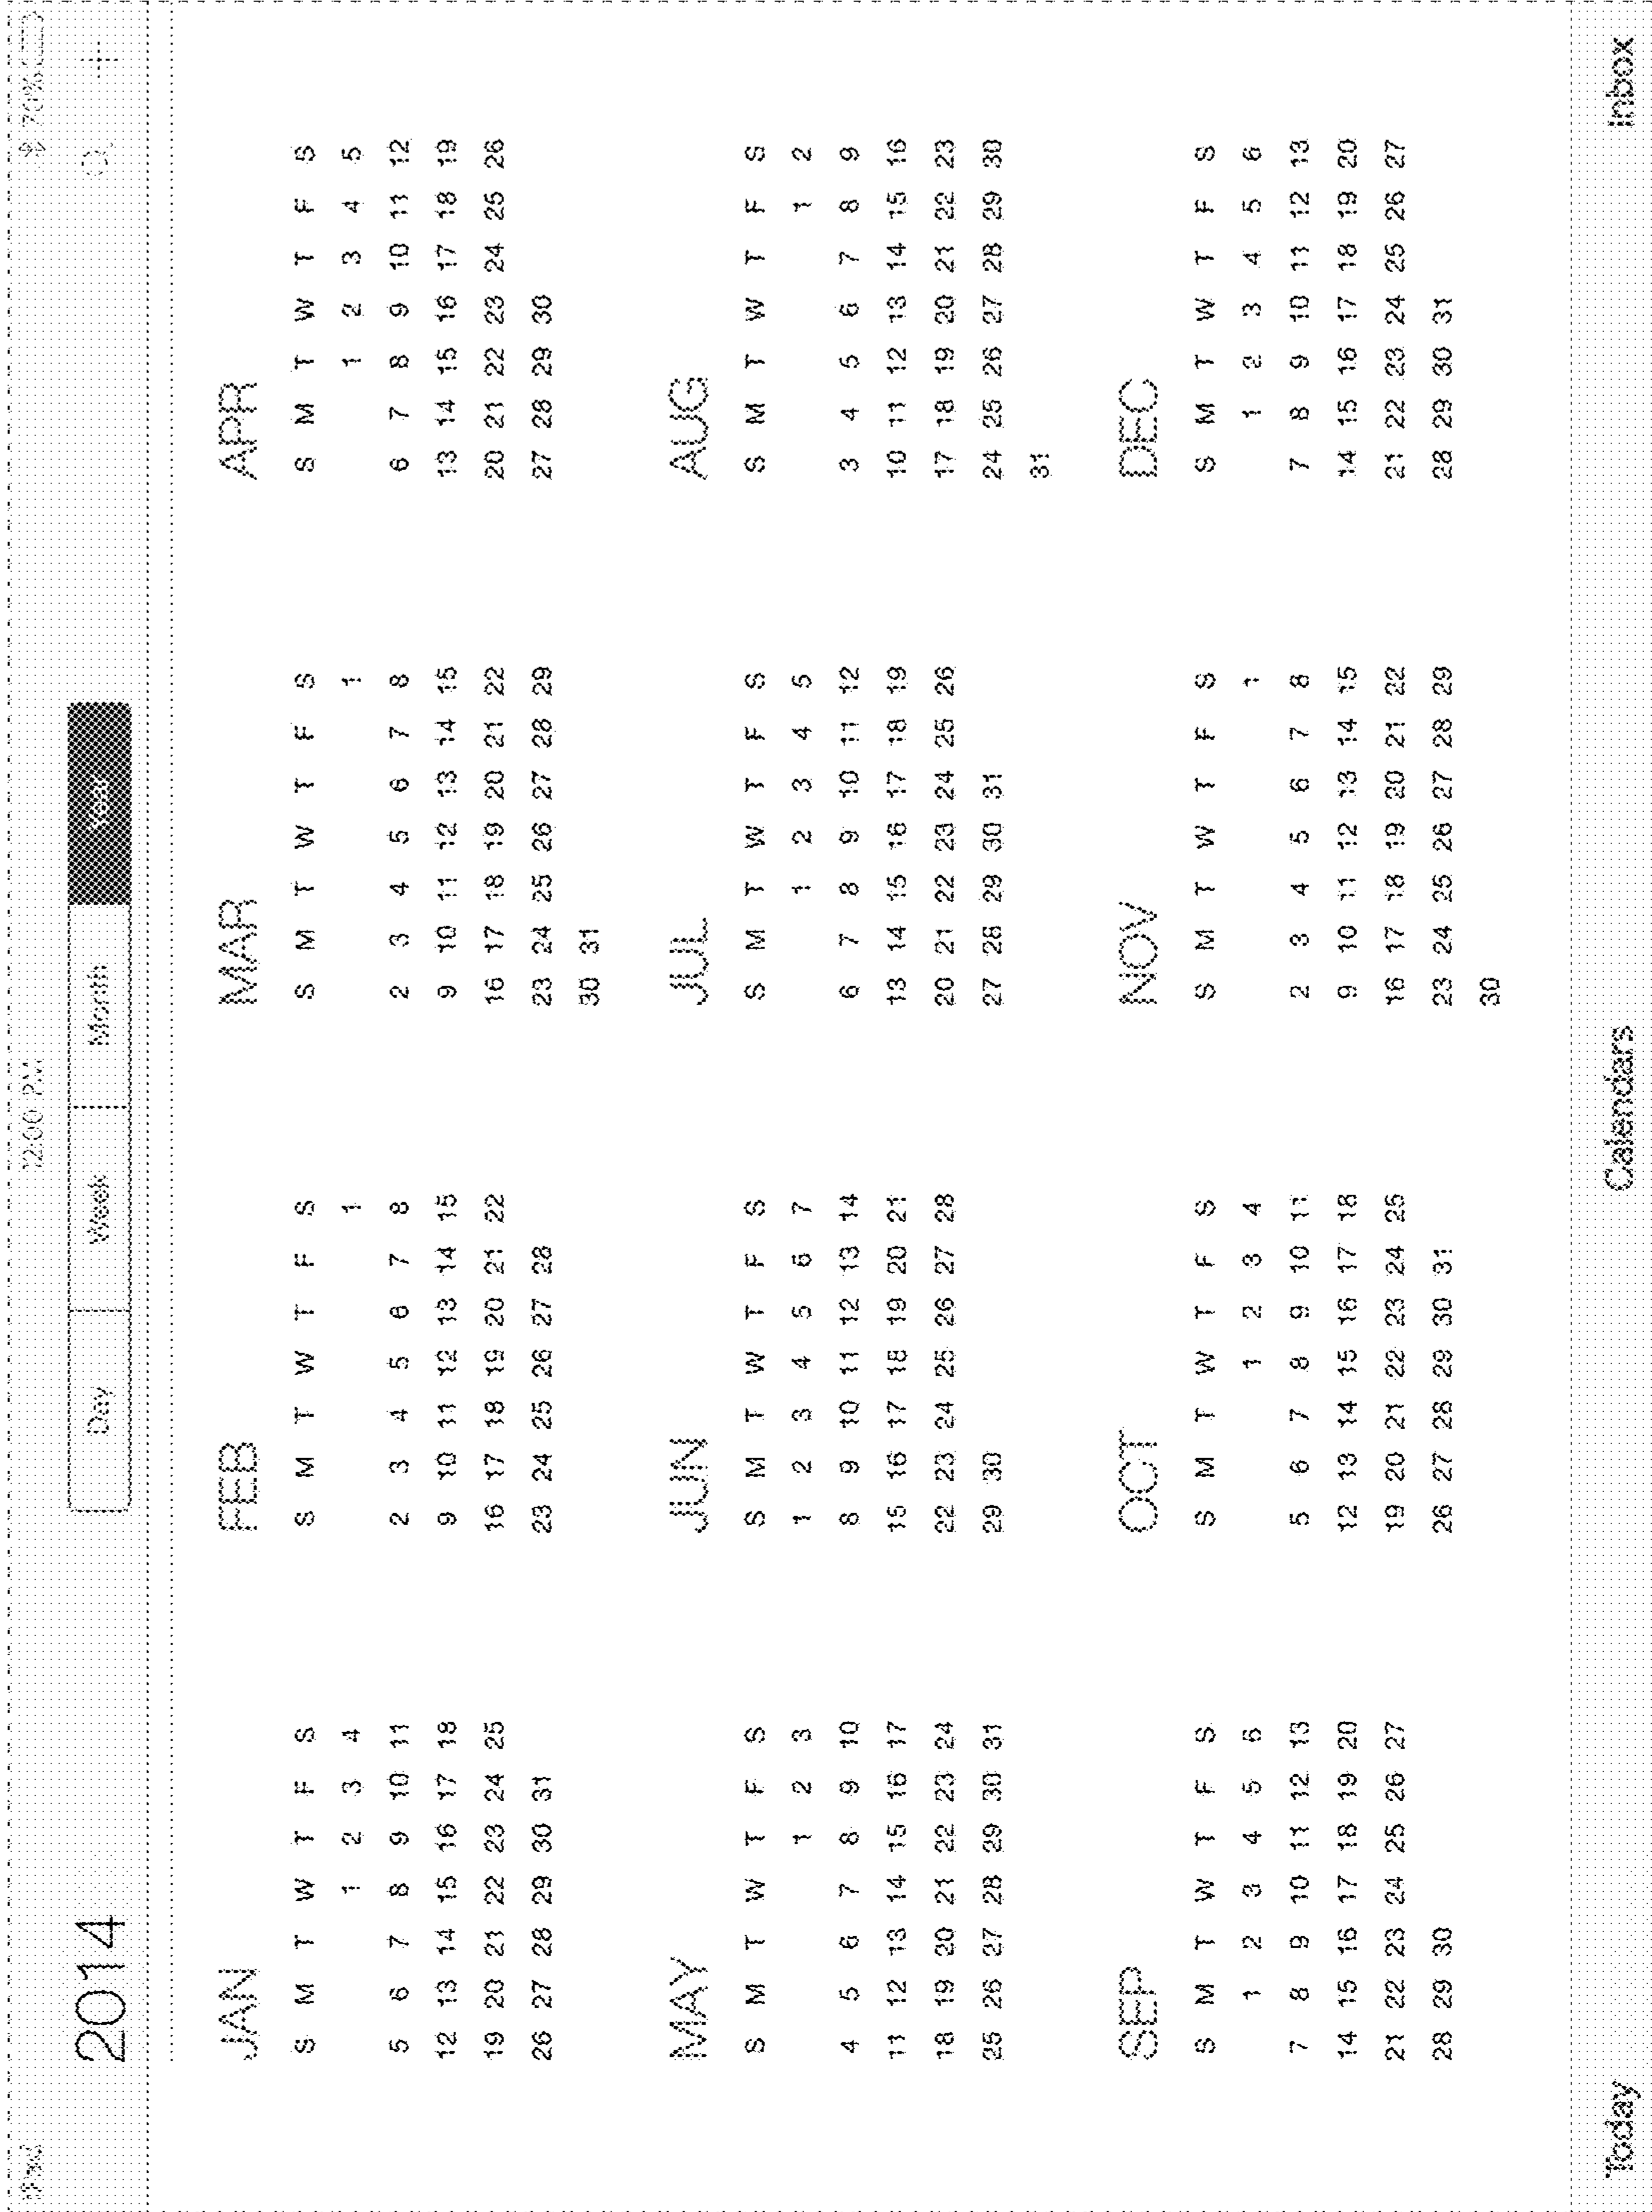 iPad 12:00 PM 70%
2014 Day Week Month Year +
JAN FEB MAR APR
S M T W T F S S M T W T F S S M T W T F S S M T W T F S
1 2 3 4 1 1 1 2 3 4 5
5 6 7 8 9 10 11 2 3 4 5 6 7 8 2 3 4 5 6 7 8 6 7 8 9 10 11 12
12 13 14 15 16 17 18 9 10 11 12 13 14 15 9 10 11 12 13 14 15 13 14 15 16 17 18 19
19 20 21 22 23 24 25 16 17 18 19 20 21 22 16 17 18 19 20 21 22 20 21 22 23 24 25 26
26 27 28 29 30 31 23 24 25 26 27 28 23 24 25 26 27 28 29 27 28 29 30
30 31
MAY JUN JUL AUG
S M T W T F S S M T W T F S S M T W T F S S M T W T F S
1 2 3 1 2 3 4 5 6 7 1 2 3 4 5 1 2
4 5 6 7 8 9 10 8 9 10 11 12 13 14 6 7 8 9 10 11 12 3 4 5 6 7 8 9
11 12 13 14 15 16 17 15 16 17 18 19 20 21 13 14 15 16 17 18 19 10 11 12 13 14 15 16
18 19 20 21 22 23 24 22 23 24 25 26 27 28 20 21 22 23 24 25 26 17 18 19 20 21 22 23
25 26 27 28 29 30 31 29 30 27 28 29 30 31 24 25 26 27 28 29 30
31
SEP OCT NOV DEC
S M T W T F S S M T W T F S S M T W T F S S M T W T F S
1 2 3 4 5 6 1 2 3 4 1 1 2 3 4 5 6
7 8 9 10 11 12 13 5 6 7 8 9 10 11 2 3 4 5 6 7 8 7 8 9 10 11 12 13
14 15 16 17 18 19 20 12 13 14 15 16 17 18 9 10 11 12 13 14 15 14 15 16 17 18 19 20
21 22 23 24 25 26 27 19 20 21 22 23 24 25 16 17 18 19 20 21 22 21 22 23 24 25 26 27
28 29 30 26 27 28 29 30 31 23 24 25 26 27 28 29 28 29 30 31
30
Today Calendars Inbox